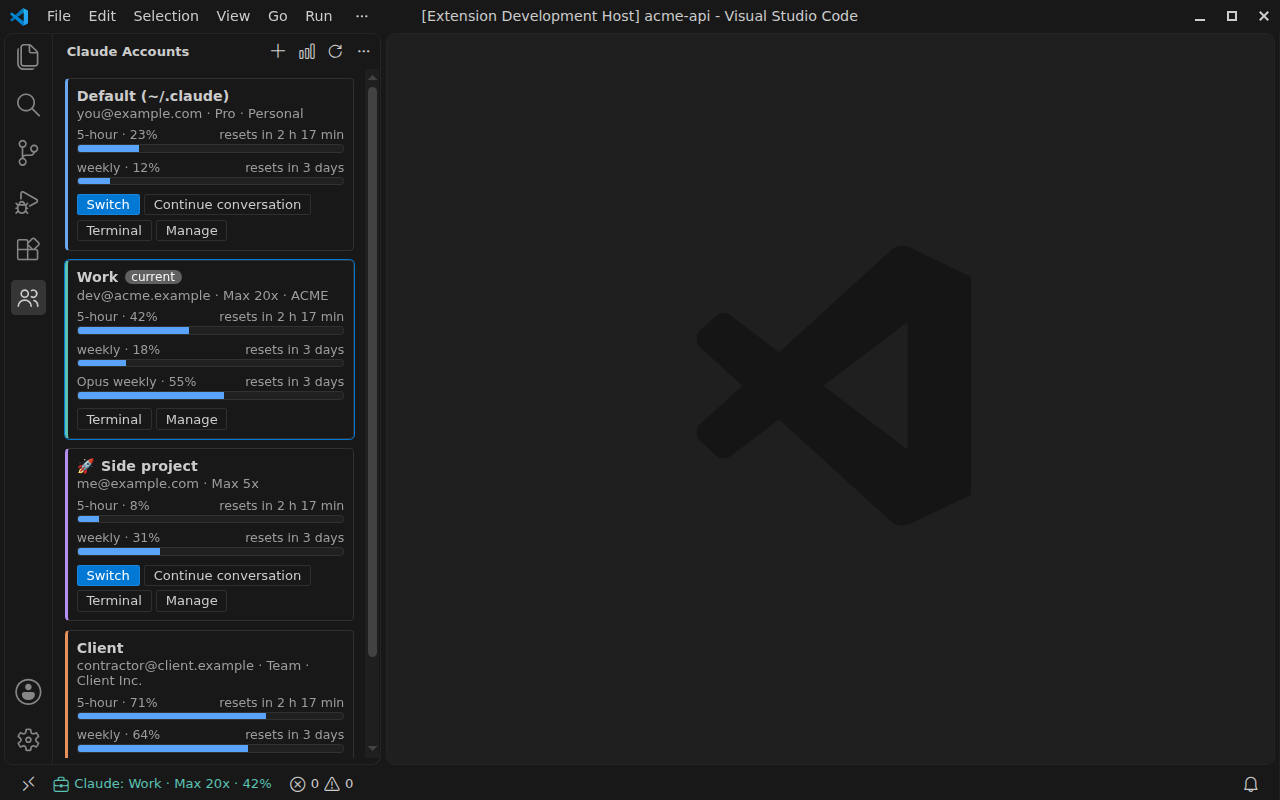 File Edit Selection View Go Run ··· [Extension Development Host] acme-api - Visual Studio Code
Claude Accounts
Default (~/.claude)
you@example.com · Pro · Personal
5-hour · 23% resets in 2 h 17 min
weekly · 12% resets in 3 days
Switch Continue conversation
Terminal Manage
Work current
dev@acme.example · Max 20x · ACME
5-hour · 42% resets in 2 h 17 min
weekly · 18% resets in 3 days
Opus weekly · 55% resets in 3 days
Terminal Manage
🚀 Side project
me@example.com · Max 5x
5-hour · 8% resets in 2 h 17 min
weekly · 31% resets in 3 days
Switch Continue conversation
Terminal Manage
Client
contractor@client.example · Team ·
Client Inc.
5-hour · 71% resets in 2 h 17 min
weekly · 64% resets in 3 days
Claude: Work · Max 20x · 42% 0 0